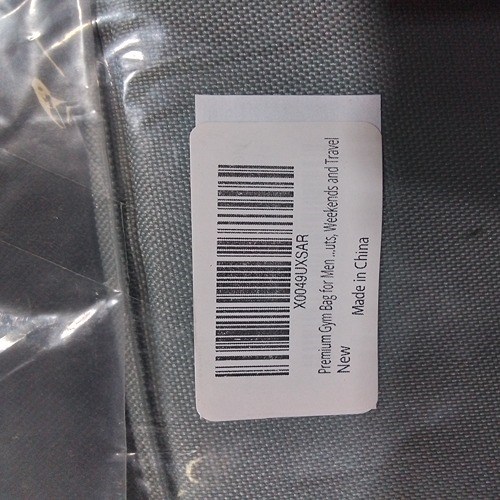 X0049UXSAR
Premium Gym Bag for Men ...uts, Weekends and Travel
New
Made in China